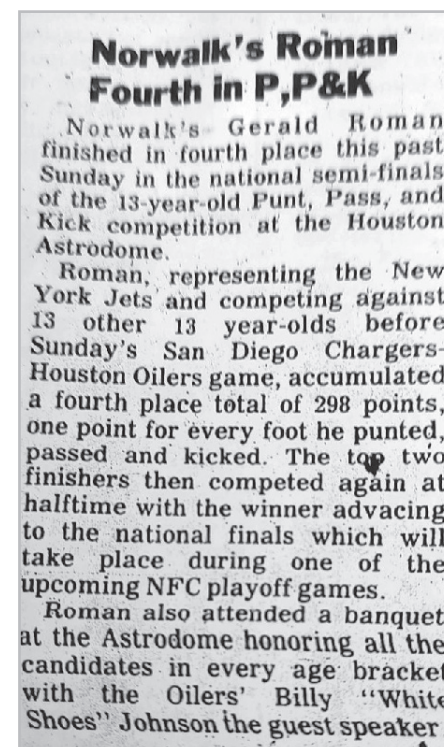 Norwalk's Roman
Fourth in P,P&K
Norwalk's Gerald Roman
finished in fourth place this past
Sunday in the national semi-finals
of the 13-year-old Punt, Pass, and
Kick competition at the Houston
Astrodome.
Roman, representing the New
York Jets and competing against
13 other 13 year-olds before
Sunday's San Diego Chargers-
Houston Oilers game, accumulated
a fourth place total of 298 points,
one point for every foot he punted,
passed and kicked. The top two
finishers then competed again at
halftime with the winner advacing
to the national finals which will
take place during one of the
upcoming NFC playoff games.
Roman also attended a banquet
at the Astrodome honoring all the
candidates in every age bracket
with the Oilers' Billy "White
Shoes" Johnson the guest speaker